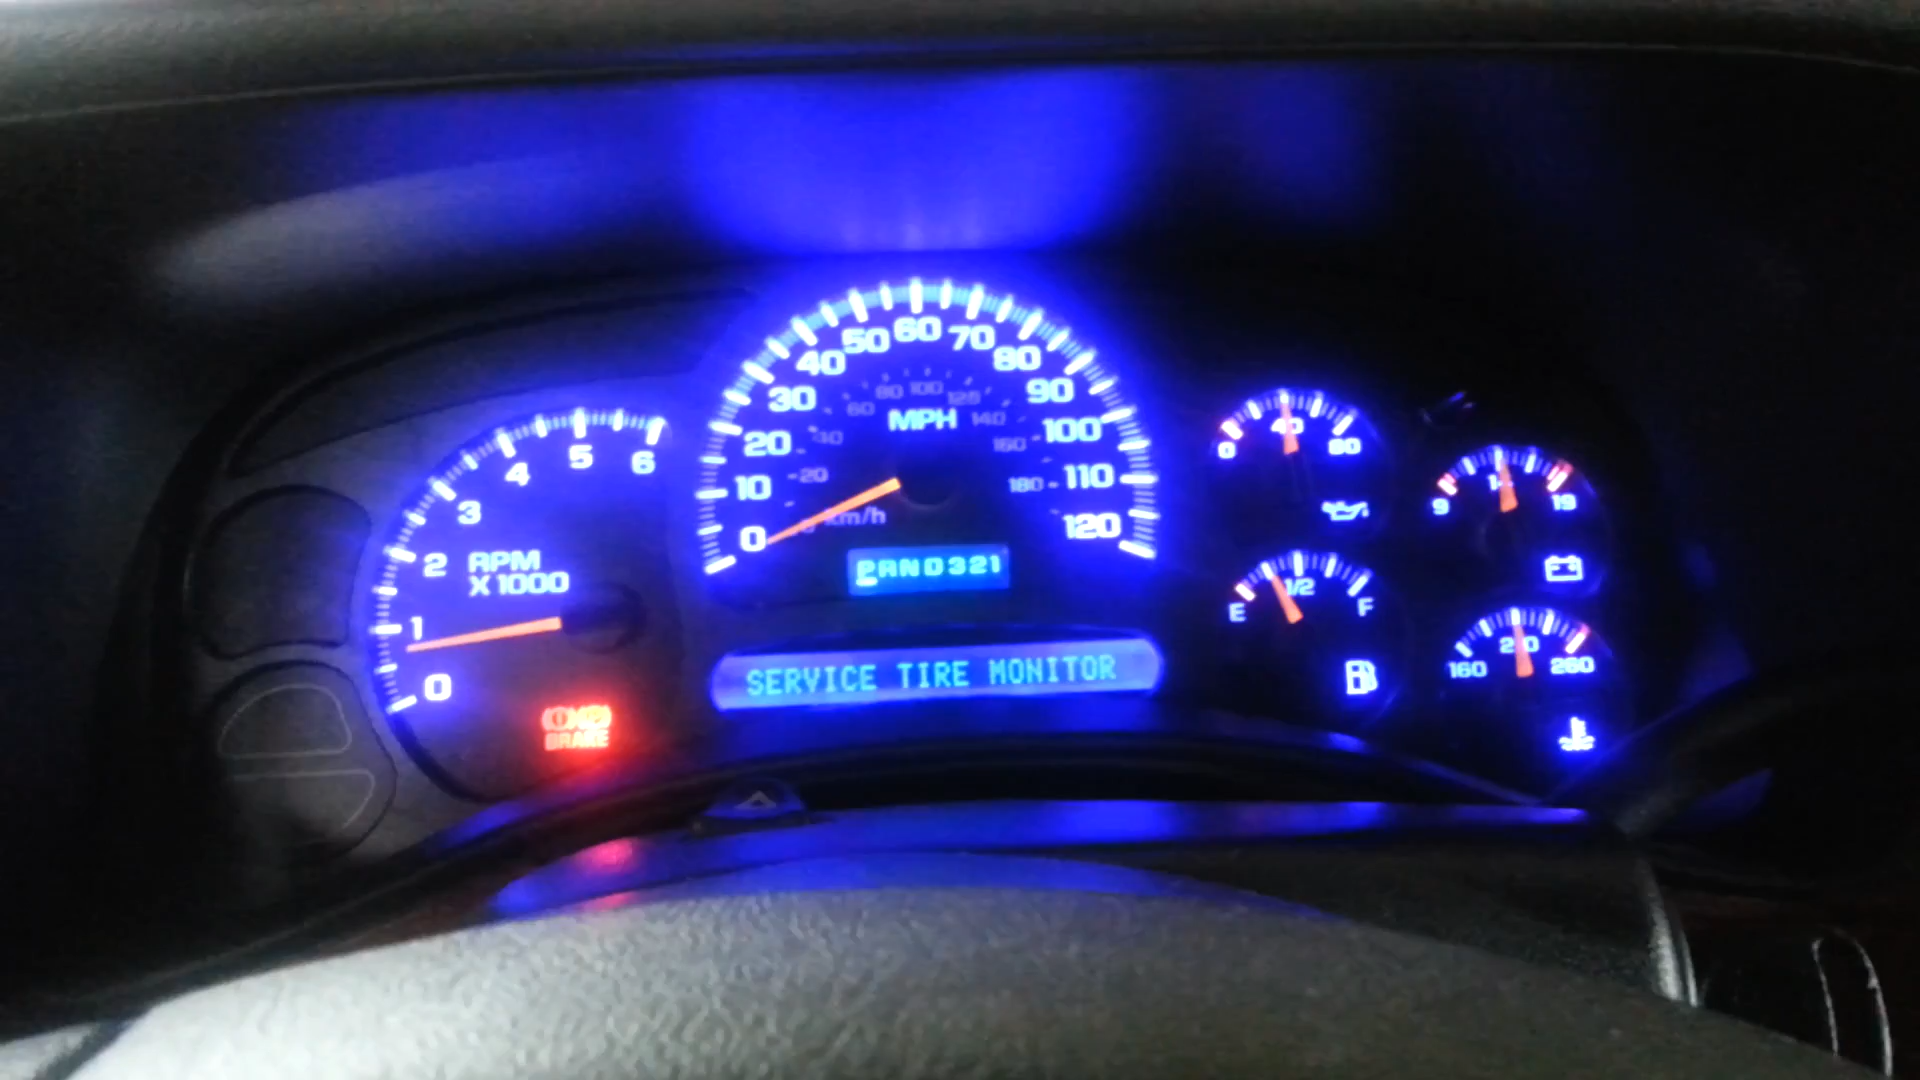 0 1 2 3 4 5 6
RPM
X1000
BRAKE
0 10 20 30 40 50 60 70 80 90 100 110 120
20 40 60 80 100 120 140 160 180
MPH
km/h
PRND321
SERVICE TIRE MONITOR
0 40 80
9 14 19
E 1/2 F
160 210 260